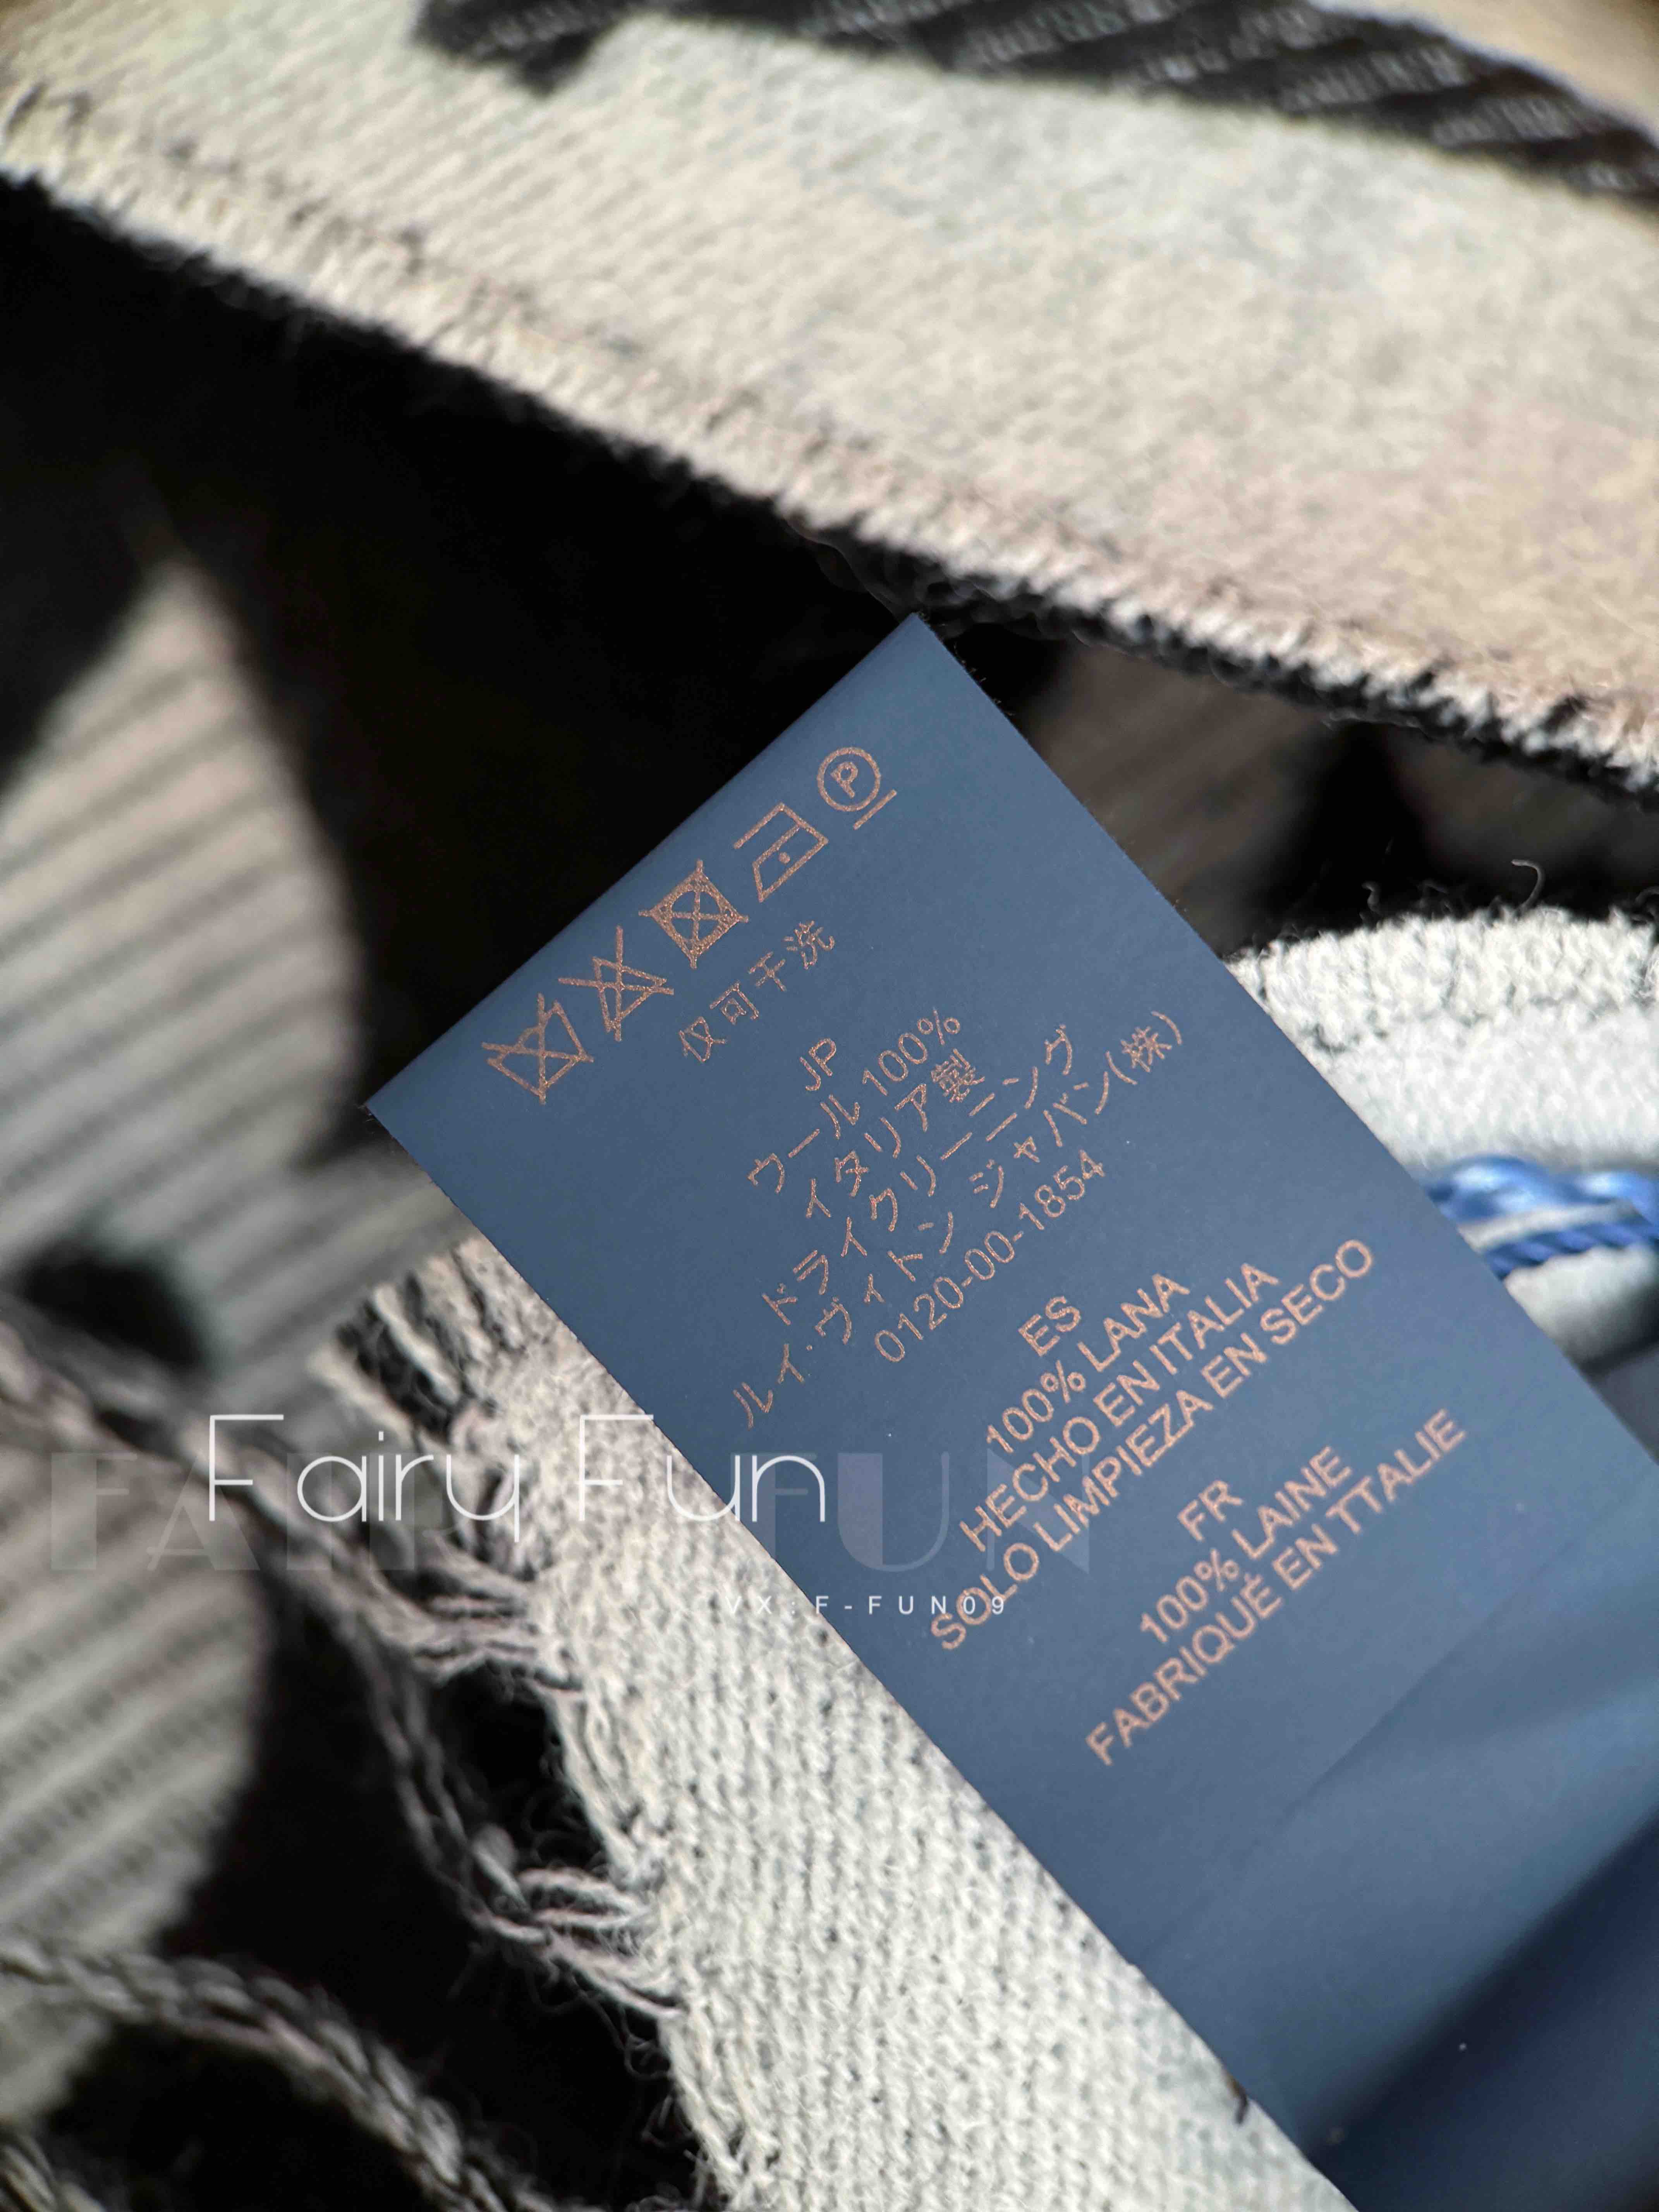 仅可干洗
JP
ウール 100%
イタリア製
ドライクリーニング
ルイ·ヴィトン ジャパン(株)
0120-00-1854
ES
100% LANA
HECHO EN ITALIA
SOLO LIMPIEZA EN SECO
FR
100% LAINE
FABRIQUÉ EN TTALIE
Fairy Fun
FAIRY FUN
VX:F-FUN09